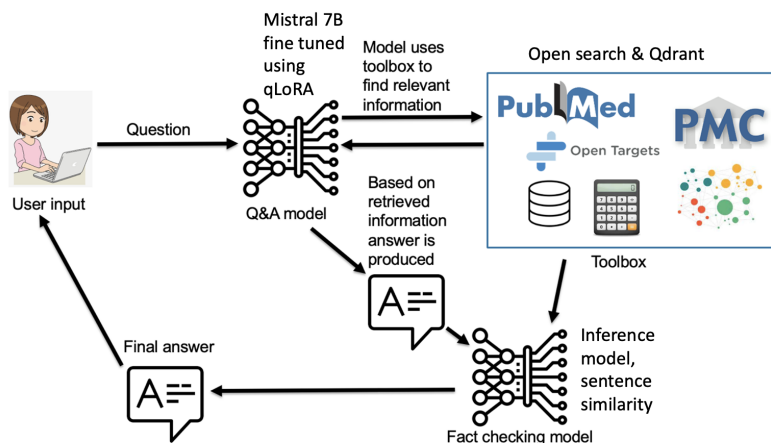 Mistral 7B
fine tuned
using
qLoRA
Model uses
toolbox to
find relevant
information
Open search & Qdrant
PubMed
PMC
Open Targets
Question
User input
Q&A model
Based on
retrieved
information
answer is
produced
Toolbox
A
Final answer
A
Inference
model,
sentence
similarity
Fact checking model